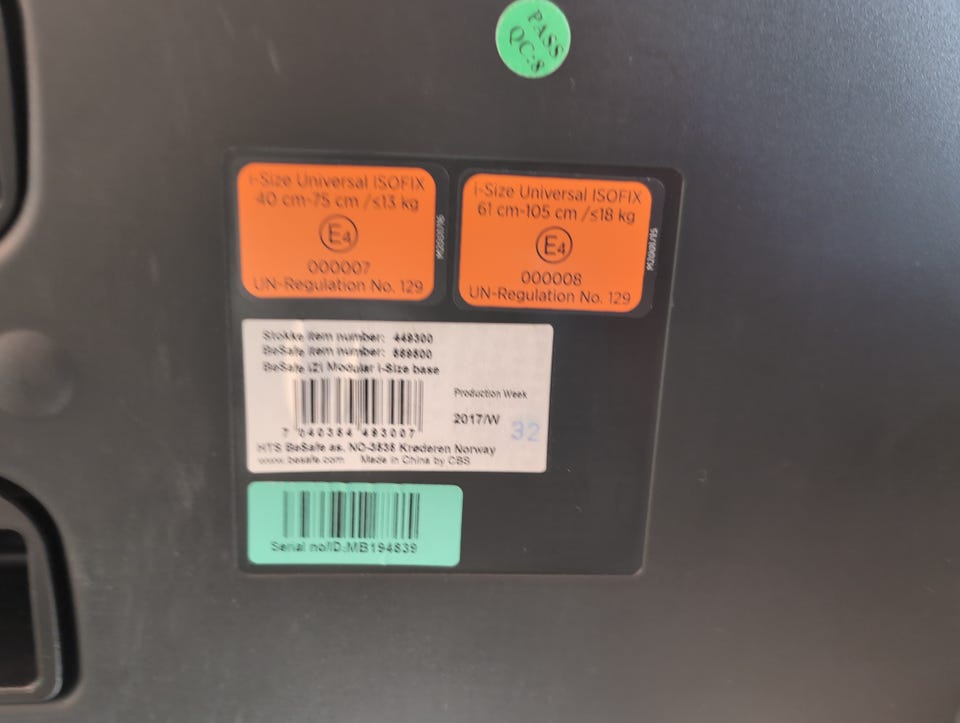 PASS
QC-8
i-Size Universal ISOFIX
40 cm-75 cm /≤13 kg
E4
000007
UN-Regulation No. 129
i-Size Universal ISOFIX
61 cm-105 cm /≤18 kg
E4
000008
UN-Regulation No. 129
Stokke item number: 449300
BeSafe item number: 569500
BeSafe iZi Modular i-Size base
7 040384 493007
Production Week
2017/W 32
HTS BeSafe as. NO-3535 Krøderen Norway
www.besafe.com Made in China by CBS
Serial no/ID:MB194839